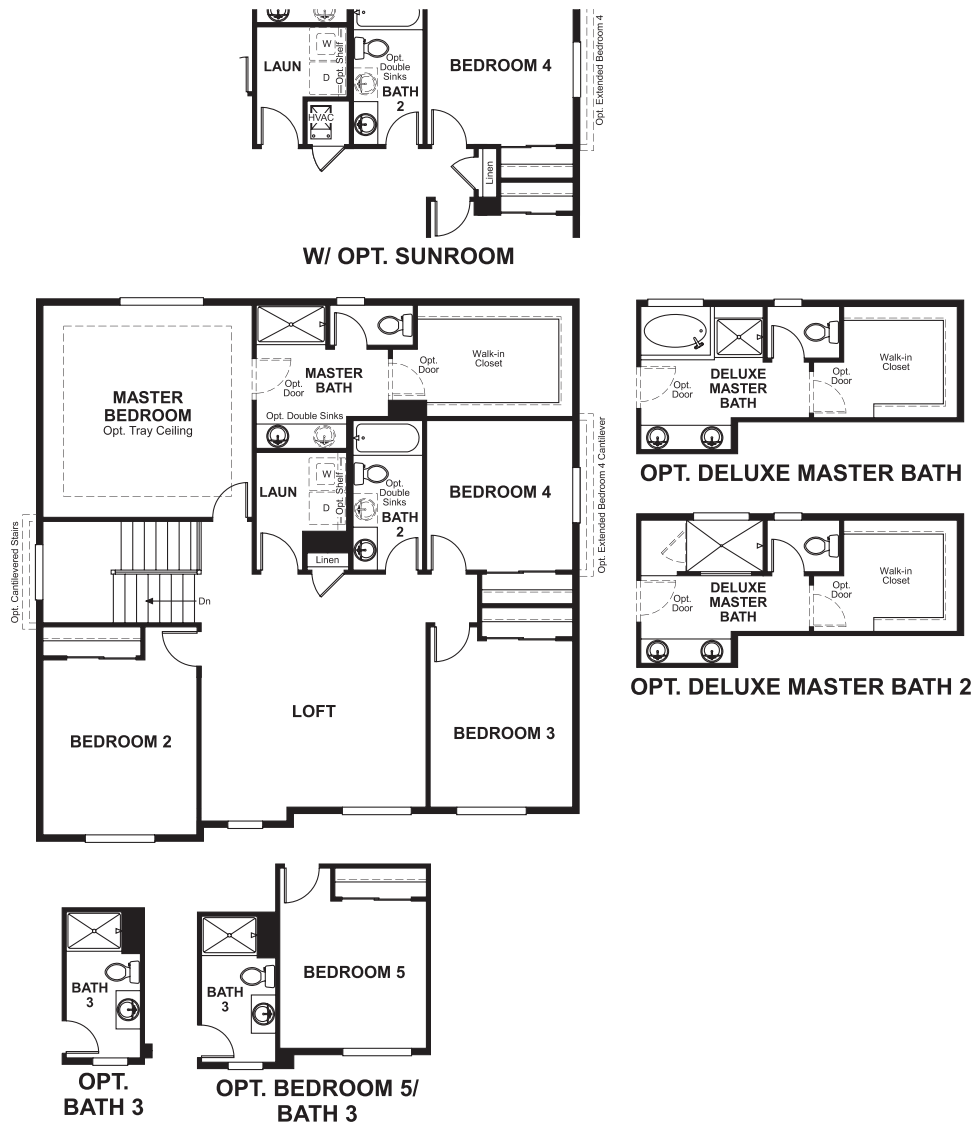 LAUN
W
D
Opt. Shelf
HVAC
Opt.
Double
Sinks
BATH
2
BEDROOM 4
Opt. Extended Bedroom 4
Linen
W/ OPT. SUNROOM
MASTER
BEDROOM
Opt. Tray Ceiling
Opt.
Door
MASTER
BATH
Opt. Double Sinks
Opt.
Door
Walk-in
Closet
LAUN
W
D
Opt. Shelf
Linen
Opt.
Double
Sinks
BATH
2
BEDROOM 4
Opt. Extended Bedroom 4 Cantilever
Opt. Cantilevered Stairs
Dn
BEDROOM 2
LOFT
BEDROOM 3
Opt.
Door
DELUXE
MASTER
BATH
Opt.
Door
Walk-in
Closet
OPT. DELUXE MASTER BATH
Opt.
Door
DELUXE
MASTER
BATH
Opt.
Door
Walk-in
Closet
OPT. DELUXE MASTER BATH 2
BATH
3
OPT.
BATH 3
BATH
3
BEDROOM 5
OPT. BEDROOM 5/
BATH 3